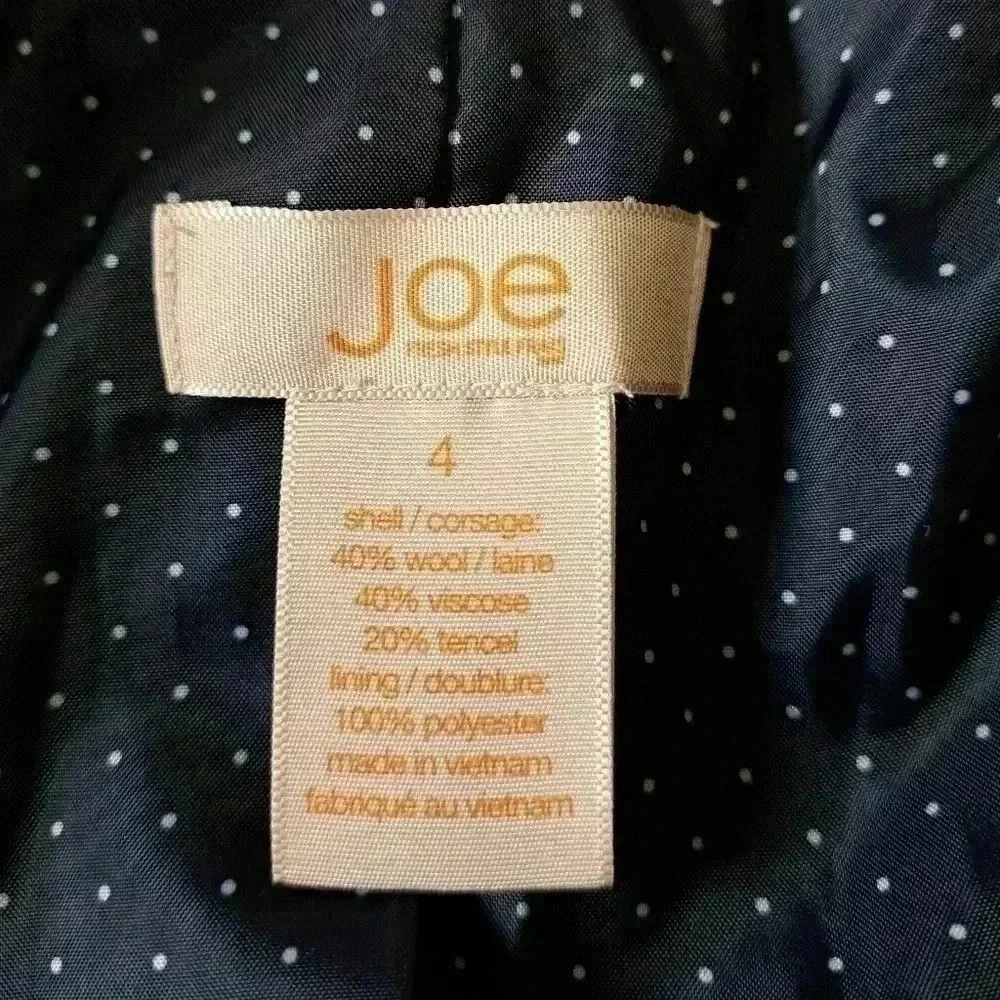 Joe
4
shell / corsage:
40% wool / laine
40% viscose
20% tencel
lining / doublure:
100% polyester
made in vietnam
fabriqué au vietnam